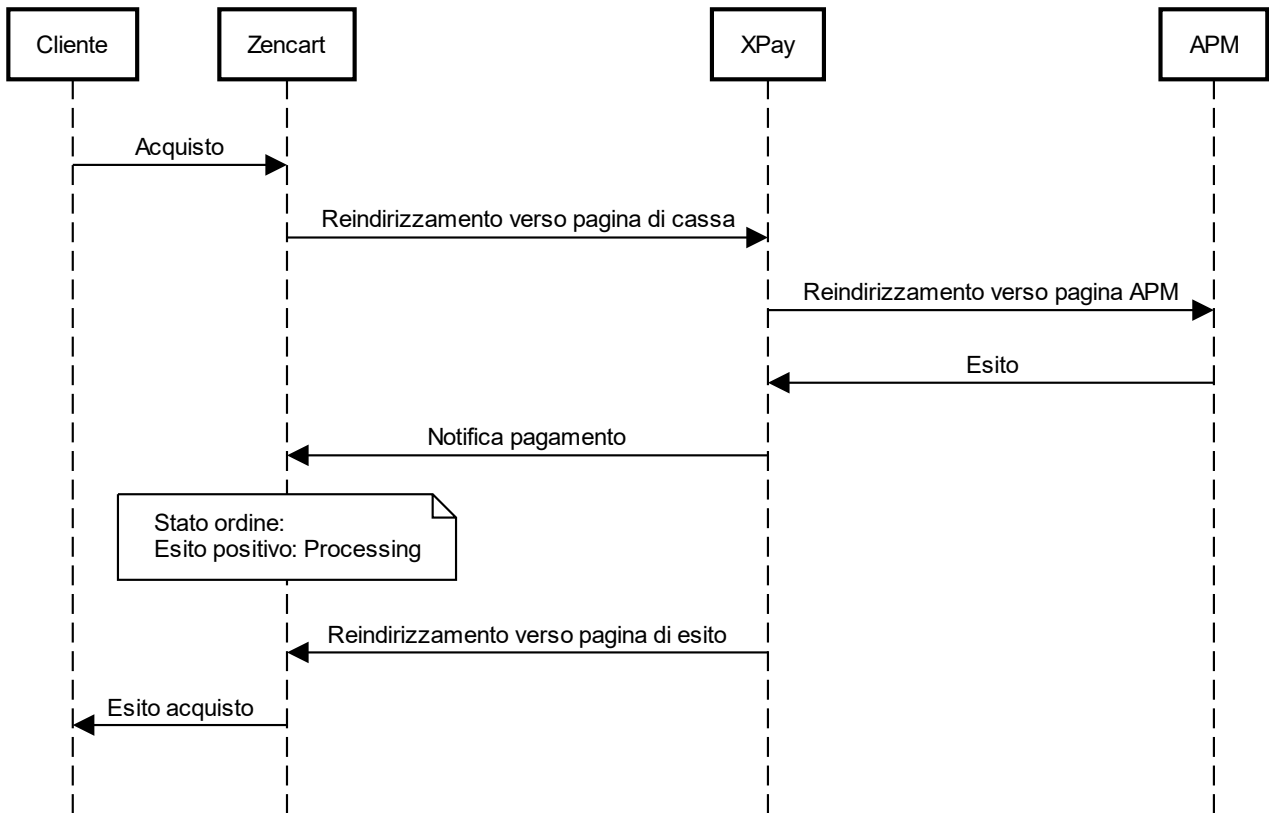 Cliente
Zencart
XPay
APM
Acquisto
Reindirizzamento verso pagina di cassa
Reindirizzamento verso pagina APM
Esito
Notifica pagamento
Stato ordine:
Esito positivo: Processing
Reindirizzamento verso pagina di esito
Esito acquisto